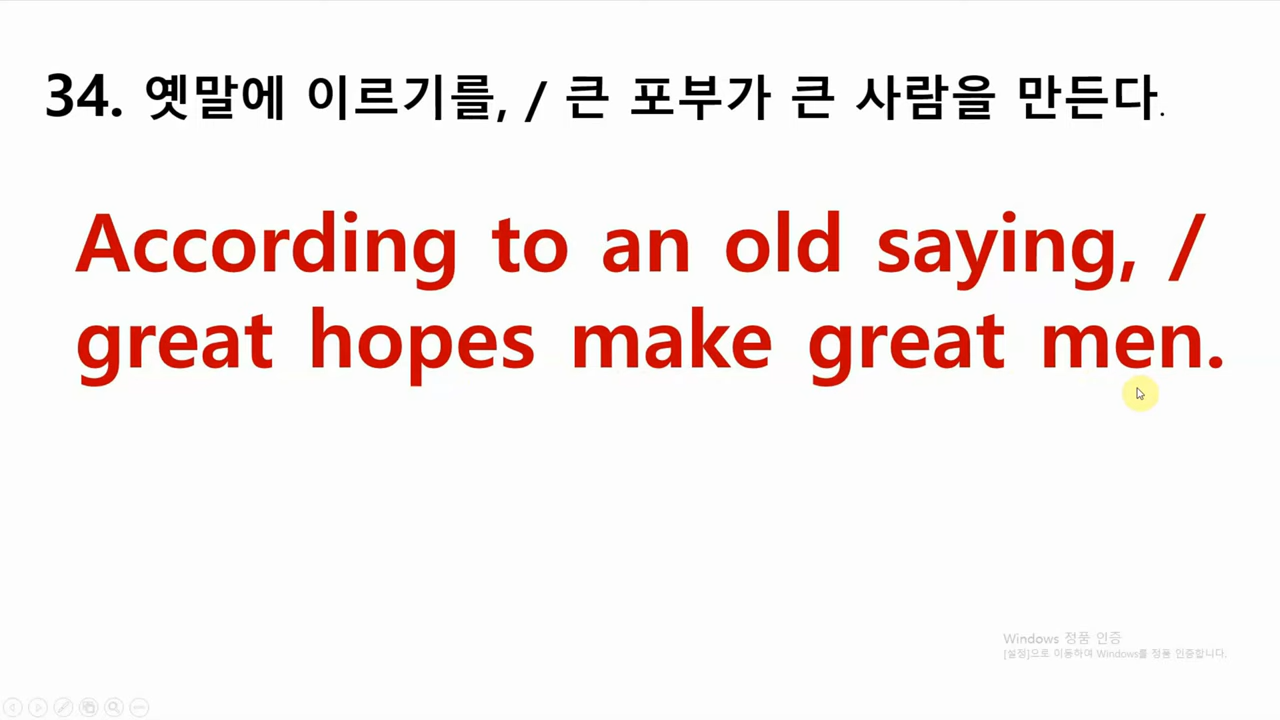 34. 옛말에 이르기를, / 큰 포부가 큰 사람을 만든다.
According to an old saying, /
great hopes make great men.
Windows 정품 인증
[설정]으로 이동하여 Windows를 정품 인증합니다.